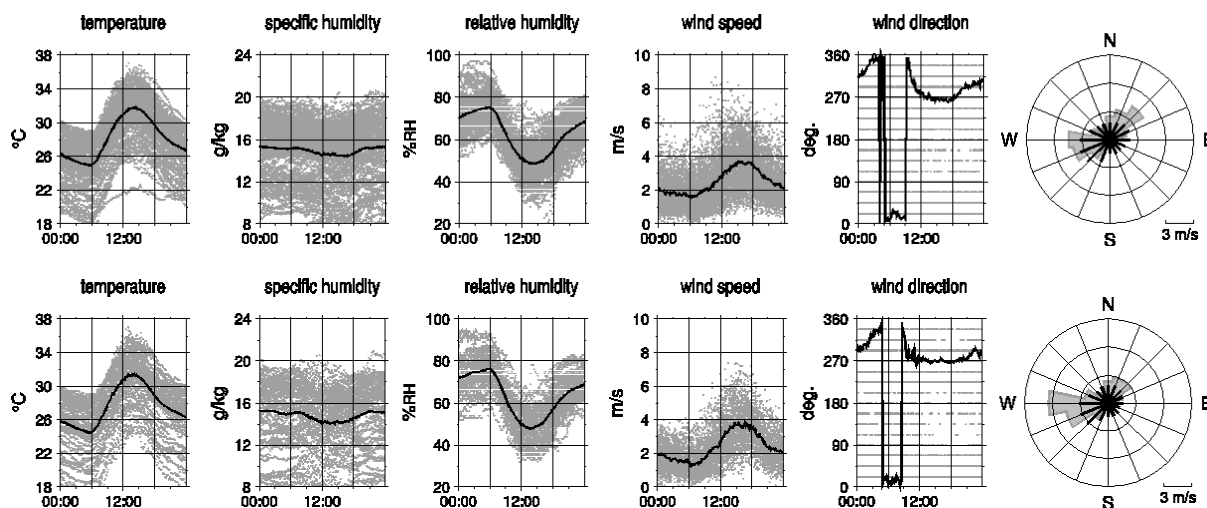 temperature specific humidity relative humidity wind speed wind direction
N
38 24 100 10 360
34 20 80 8 270
30 16 60 6 180
26 12 40 4 90
22 8 20 2 0
18 0
°C g/kg %RH m/s deg.
W E
S
00:00 12:00 00:00 12:00 00:00 12:00 00:00 12:00 00:00 12:00
3 m/s
temperature specific humidity relative humidity wind speed wind direction
N
38 24 100 10 360
34 20 80 8 270
30 16 60 6 180
26 12 40 4 90
22 8 20 2 0
18 0
°C g/kg %RH m/s deg.
W E
S
00:00 12:00 00:00 12:00 00:00 12:00 00:00 12:00 00:00 12:00
3 m/s